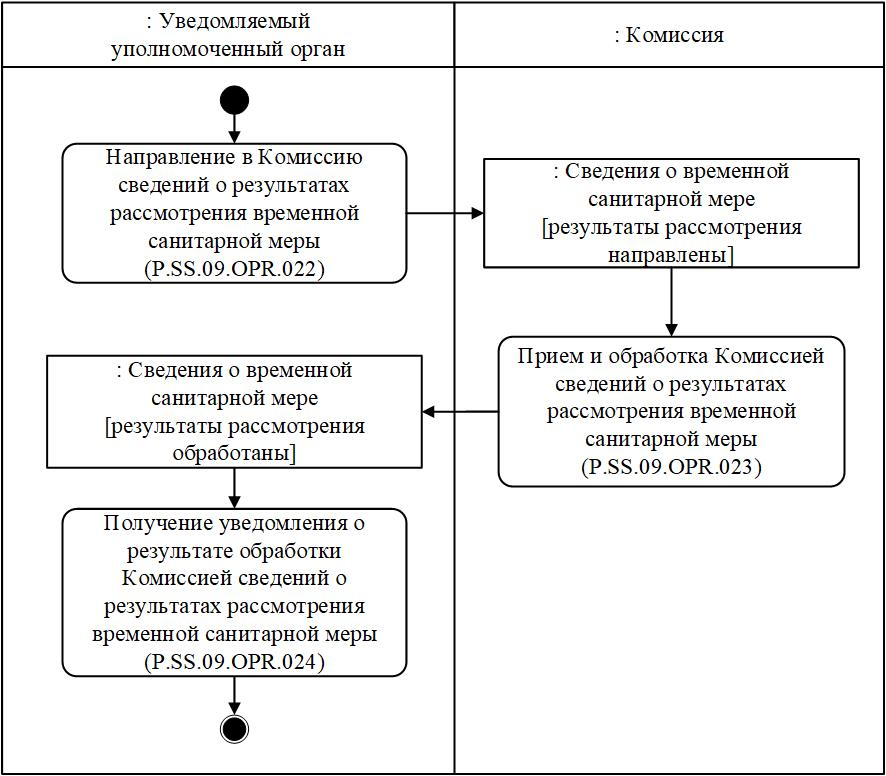 : Уведомляемый
уполномоченный орган
: Комиссия
Направление в Комиссию
сведений о результатах
рассмотрения временной
санитарной меры
(P.SS.09.OPR.022)
: Сведения о временной
санитарной мере
[результаты рассмотрения
направлены]
Прием и обработка Комиссией
сведений о результатах
рассмотрения временной
санитарной меры
(P.SS.09.OPR.023)
: Сведения о временной
санитарной мере
[результаты рассмотрения
обработаны]
Получение уведомления о
результате обработки
Комиссией сведений о
результатах рассмотрения
временной санитарной меры
(P.SS.09.OPR.024)